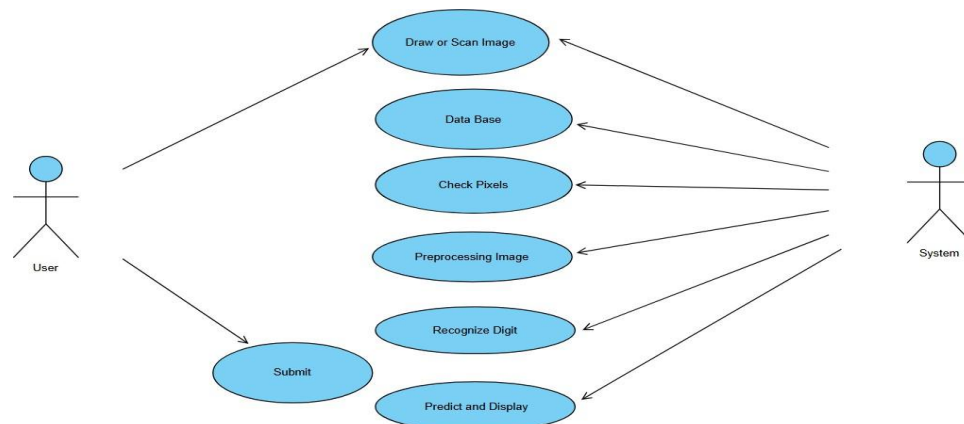 Draw or Scan Image
Data Base
Check Pixels
Preprocessing Image
User
System
Recognize Digit
Submit
Predict and Display